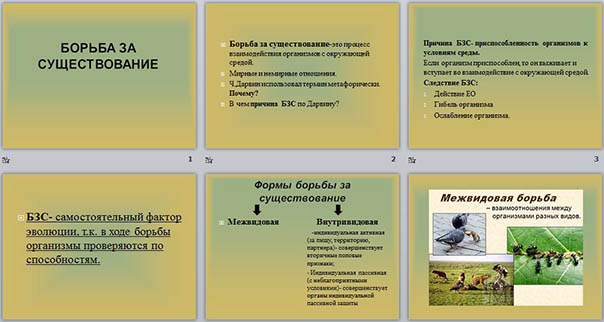 БОРЬБА ЗА
СУЩЕСТВОВАНИЕ
1
Борьба за существование-это процесс
взаимодействия организмов с окружающей
средой.
Мирные и немирные отношения.
Ч.Дарвин использовал термин метафорически.
Почему?
В чем причина БЗС по Дарвину?
2
Причина БЗС- приспособленность организмов к
условиям среды.
Если организм приспособлен, то он выживает и
вступает во взаимодействие с окружающей средой.
Следствие БЗС:
1. Действие ЕО
2. Гибель организма
3. Ослабление организма.
3
БЗС- самостоятельный фактор
эволюции, т.к. в ходе борьбы
организмы проверяются по
способностям.
Формы борьбы за
существование
Межвидовая Внутривидовая
-индивидуальная активная
(за пищу, территорию,
партнера)- совершенствует
вторичные половые
признаки;
- Индивидуальная пассивная
(с неблагоприятными
условиями)- совершенствует
органы индивидуальной
пассивной защиты
Межвидовая борьба
– взаимоотношения между
организмами разных видов.